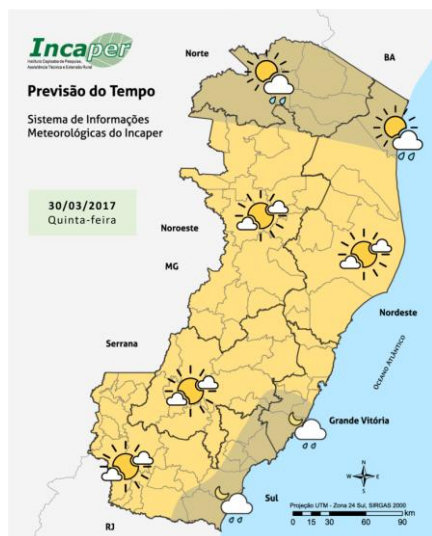 Incaper
Instituto Capixaba de Pesquisa,
Assistência Técnica e Extensão Rural
Previsão do Tempo
Sistema de Informações
Meteorológicas do Incaper
30/03/2017
Quinta-feira
Norte
BA
Noroeste
MG
Nordeste
OCEANO ATLÂNTICO
Serrana
Grande Vitória
Sul
RJ
N
W
E
S
Projeção UTM - Zona 24 Sul, SIRGAS 2000
km
0 15 30 60 90